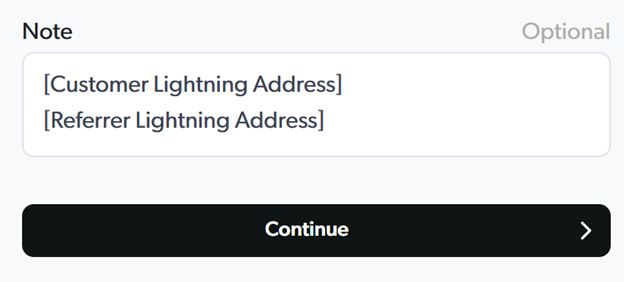 Note
Optional
[Customer Lightning Address]
[Referrer Lightning Address]
Continue